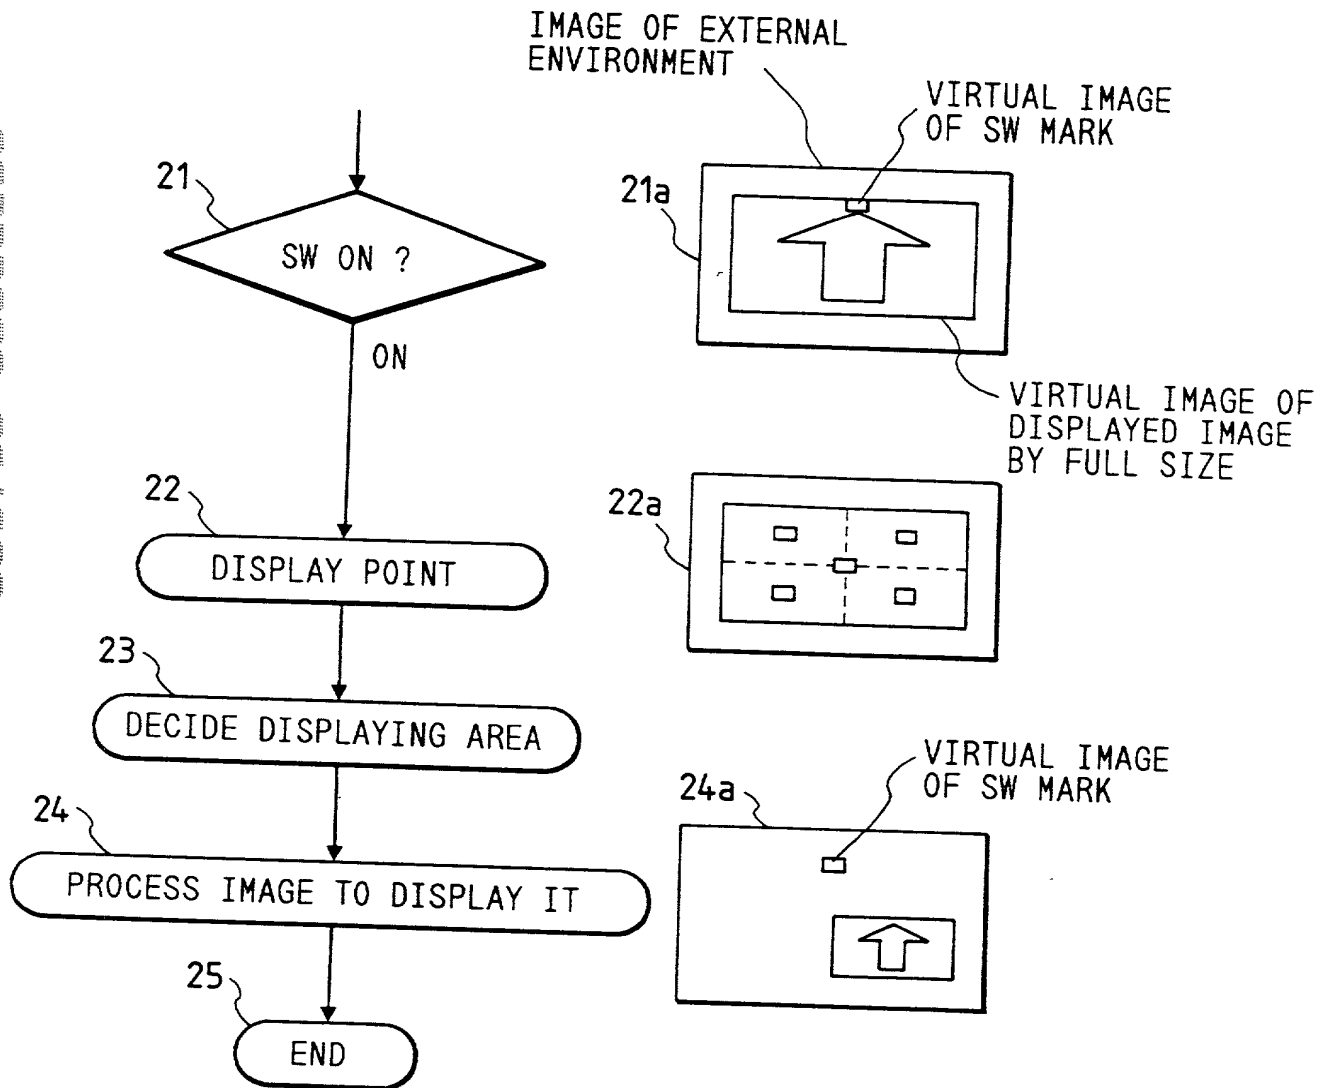 IMAGE OF EXTERNAL
ENVIRONMENT
VIRTUAL IMAGE
OF SW MARK
21
21a
SW ON ?
ON
VIRTUAL IMAGE OF
DISPLAYED IMAGE
BY FULL SIZE
22
22a
DISPLAY POINT
23
DECIDE DISPLAYING AREA
VIRTUAL IMAGE
OF SW MARK
24
24a
PROCESS IMAGE TO DISPLAY IT
25
END